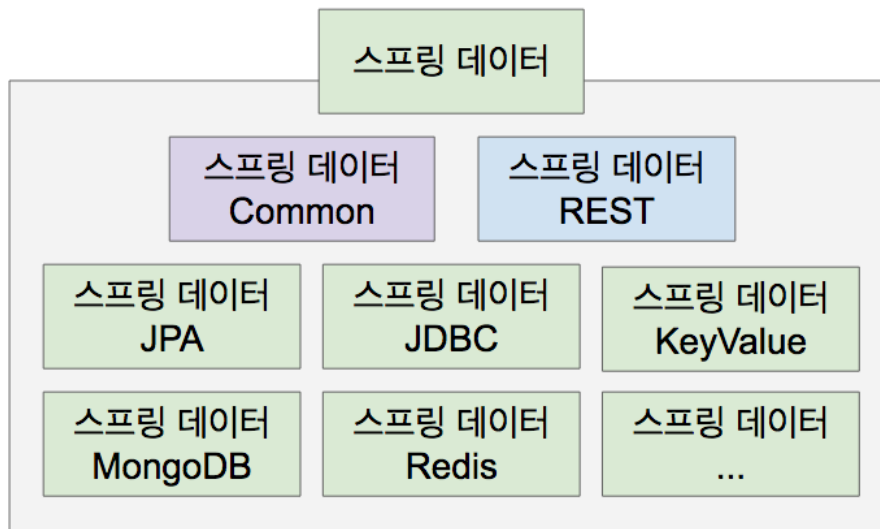 스프링 데이터
스프링 데이터
Common
스프링 데이터
REST
스프링 데이터
JPA
스프링 데이터
JDBC
스프링 데이터
KeyValue
스프링 데이터
MongoDB
스프링 데이터
Redis
스프링 데이터
...